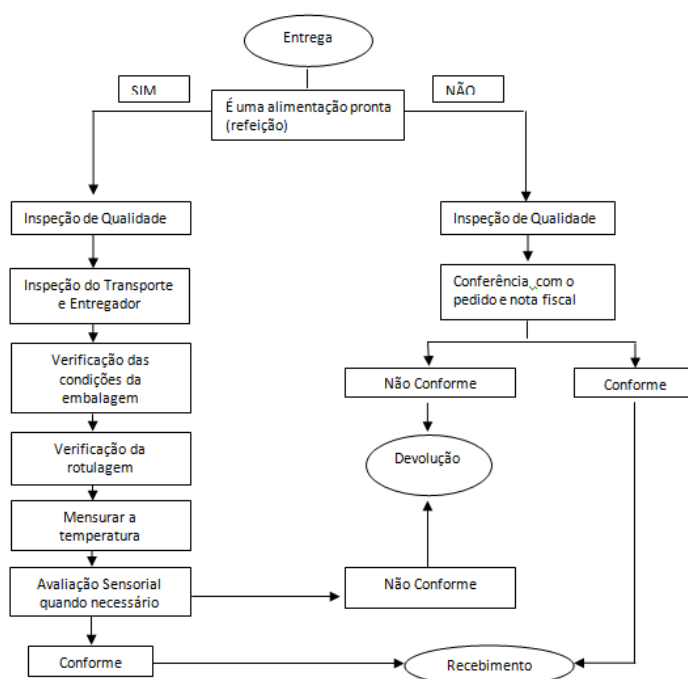 Entrega
SIM
NÃO
É uma alimentação pronta
(refeição)
Inspeção de Qualidade
Inspeção de Qualidade
Inspeção do Transporte
e Entregador
Conferência, com o
pedido e nota fiscal
Verificação das
condições da
embalagem
Não Conforme
Conforme
Verificação da
rotulagem
Devolução
Mensurar a
temperatura
Avaliação Sensorial
quando necessário
Não Conforme
Conforme
Recebimento